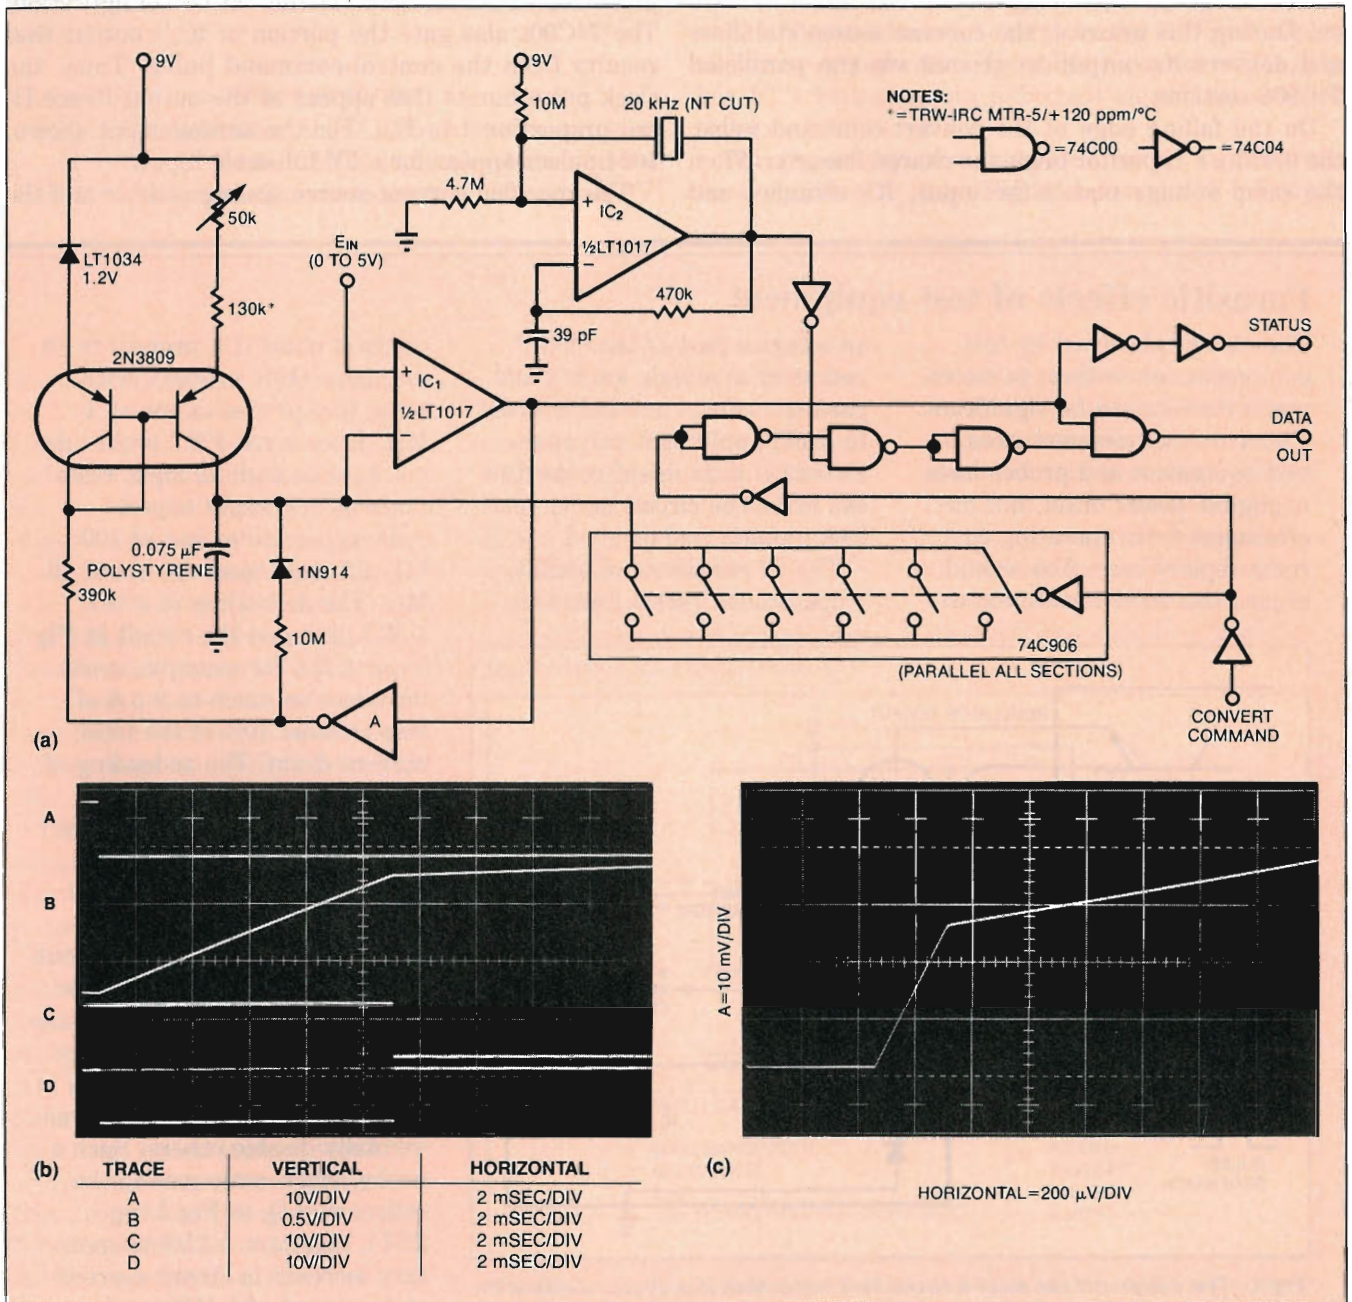 9V
9V
10M
20 kHz (NT CUT)
NOTES:
*=TRW-IRC MTR-5/+120 ppm/°C
=74C00
=74C04
4.7M
50k
+
IC2
½LT1017
−
EIN
(0 TO 5V)
LT1034
1.2V
130k*
470k
39 pF
STATUS
2N3809
+
IC1
½LT1017
−
DATA
OUT
0.075 µF
POLYSTYRENE
1N914
390k
10M
74C906
(PARALLEL ALL SECTIONS)
A
CONVERT
COMMAND
(a)
A
B
C
D
A=10 mV/DIV
(b)
TRACE VERTICAL HORIZONTAL
A 10V/DIV 2 mSEC/DIV
B 0.5V/DIV 2 mSEC/DIV
C 10V/DIV 2 mSEC/DIV
D 10V/DIV 2 mSEC/DIV
(c)
HORIZONTAL=200 µV/DIV